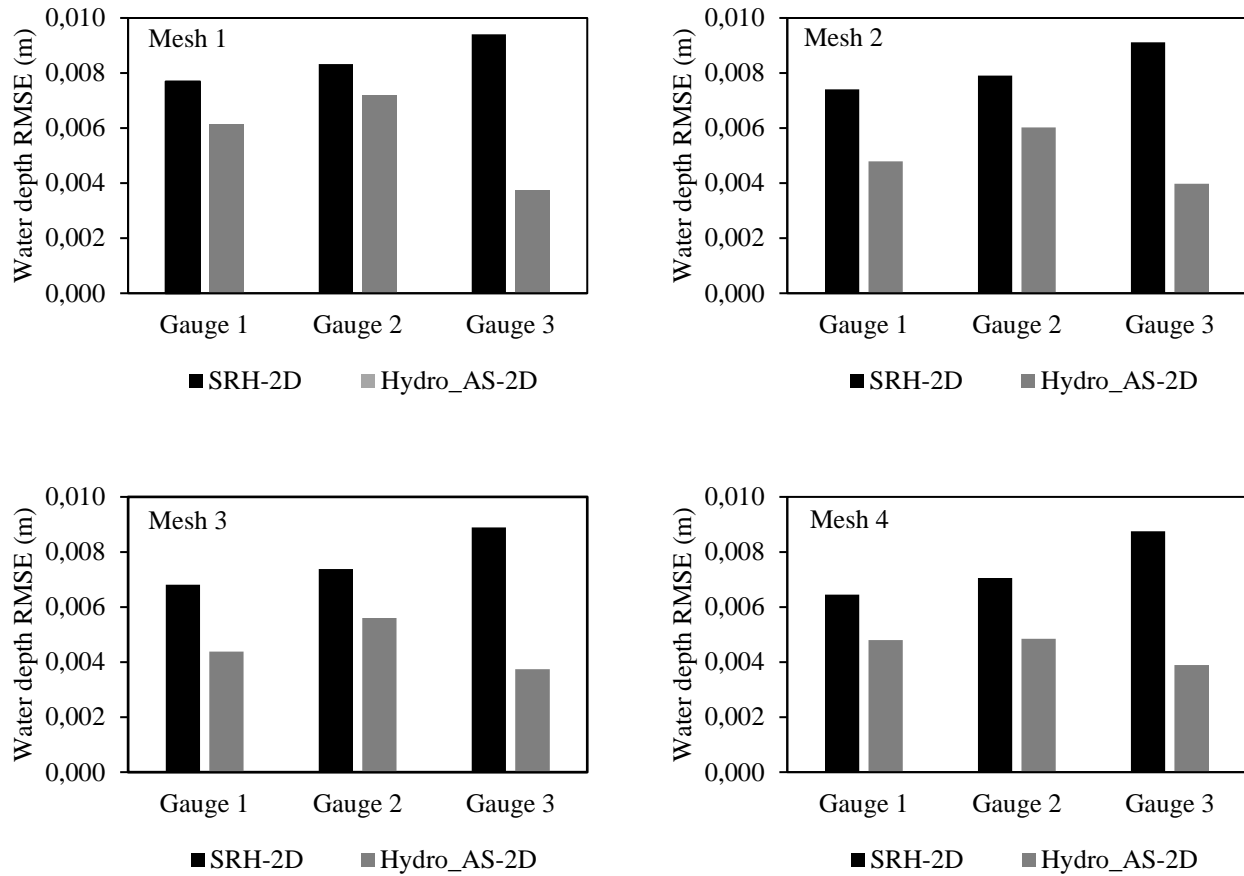 Water depth RMSE (m)
0,010
0,008
0,006
0,004
0,002
0,000
Mesh 1
Gauge 1 Gauge 2 Gauge 3
SRH-2D Hydro_AS-2D
Water depth RMSE (m)
0,010
0,008
0,006
0,004
0,002
0,000
Mesh 2
Gauge 1 Gauge 2 Gauge 3
SRH-2D Hydro_AS-2D
Water depth RMSE (m)
0,010
0,008
0,006
0,004
0,002
0,000
Mesh 3
Gauge 1 Gauge 2 Gauge 3
SRH-2D Hydro_AS-2D
Water depth RMSE (m)
0,010
0,008
0,006
0,004
0,002
0,000
Mesh 4
Gauge 1 Gauge 2 Gauge 3
SRH-2D Hydro_AS-2D